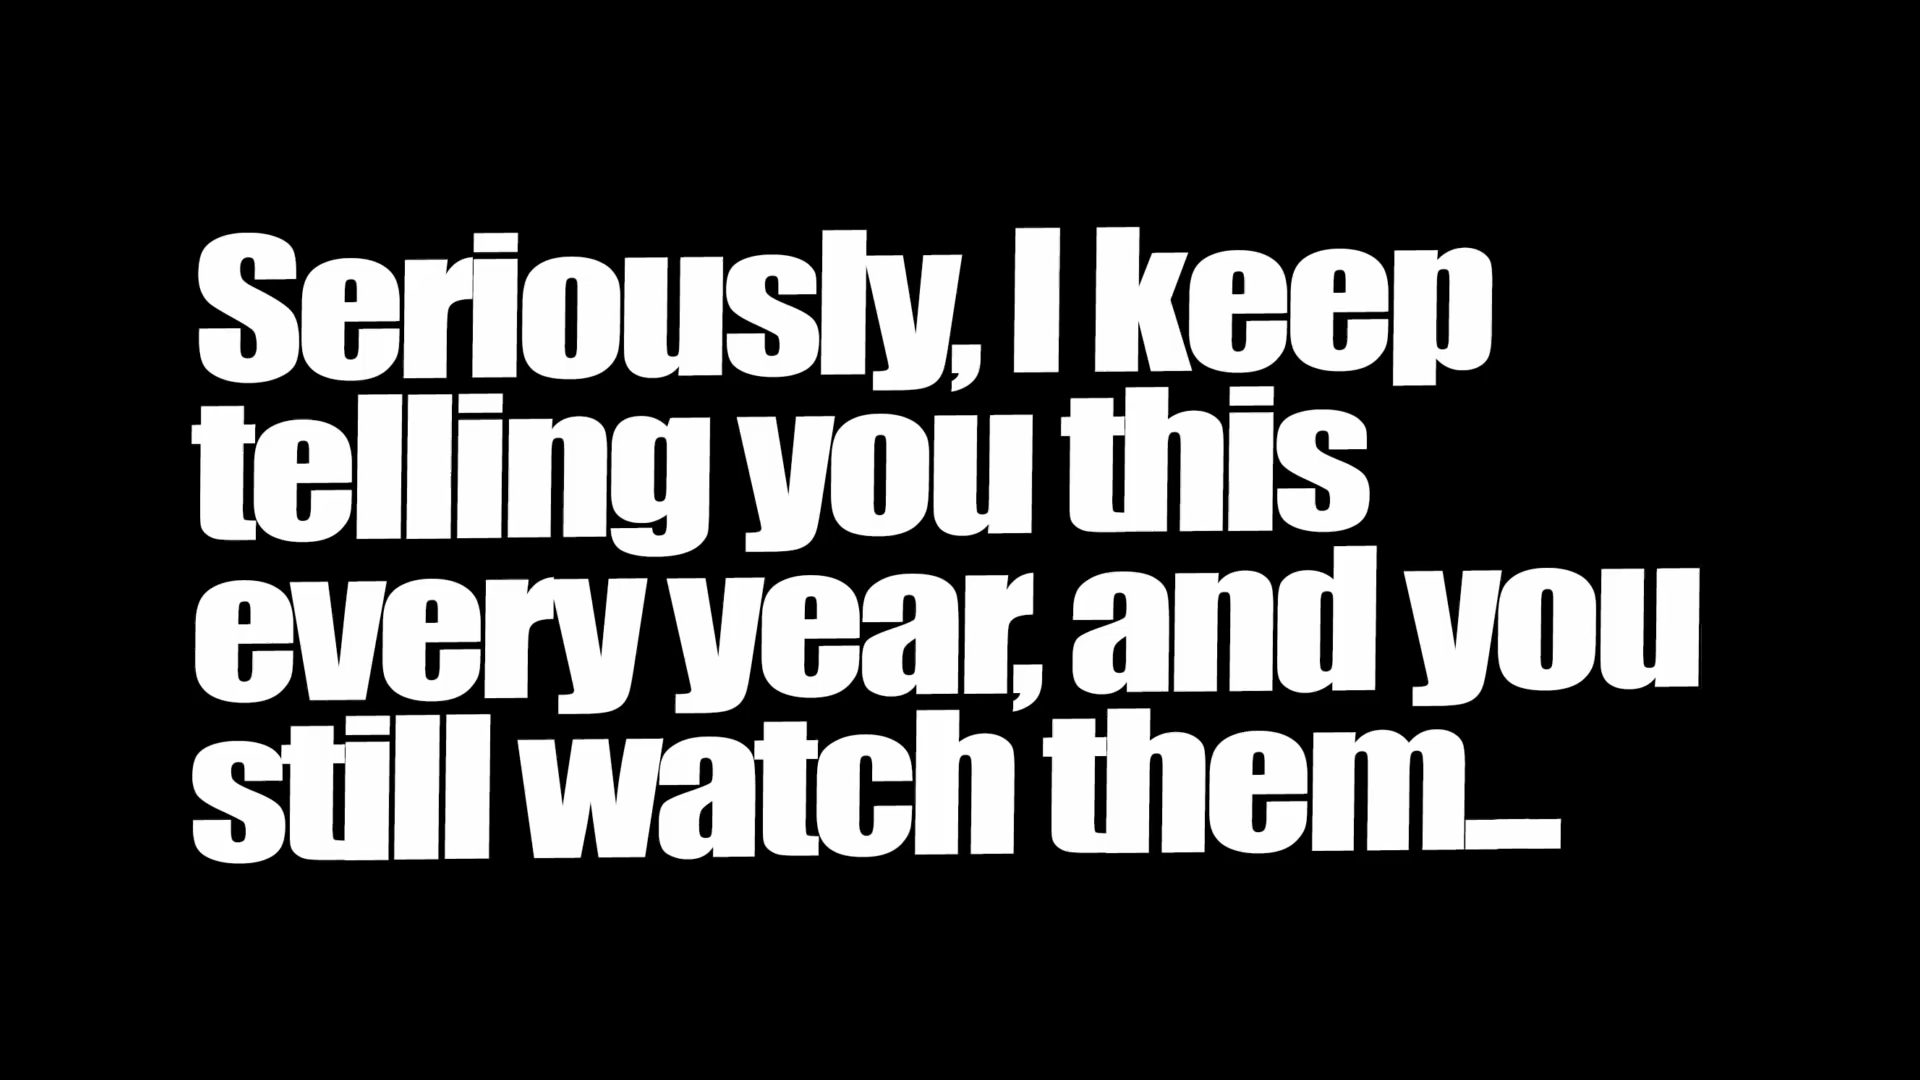 Seriously, I keep
telling you this
every year, and you
still watch them...